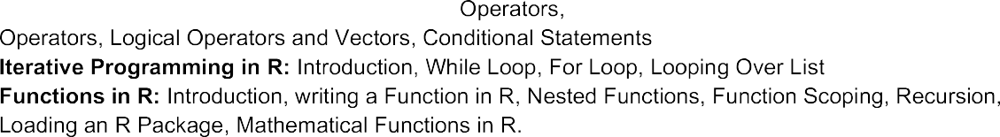 Operators,
Operators, Logical Operators and Vectors, Conditional Statements
Iterative Programming in R: Introduction, While Loop, For Loop, Looping Over List
Functions in R: Introduction, writing a Function in R, Nested Functions, Function Scoping, Recursion,
Loading an R Package, Mathematical Functions in R.